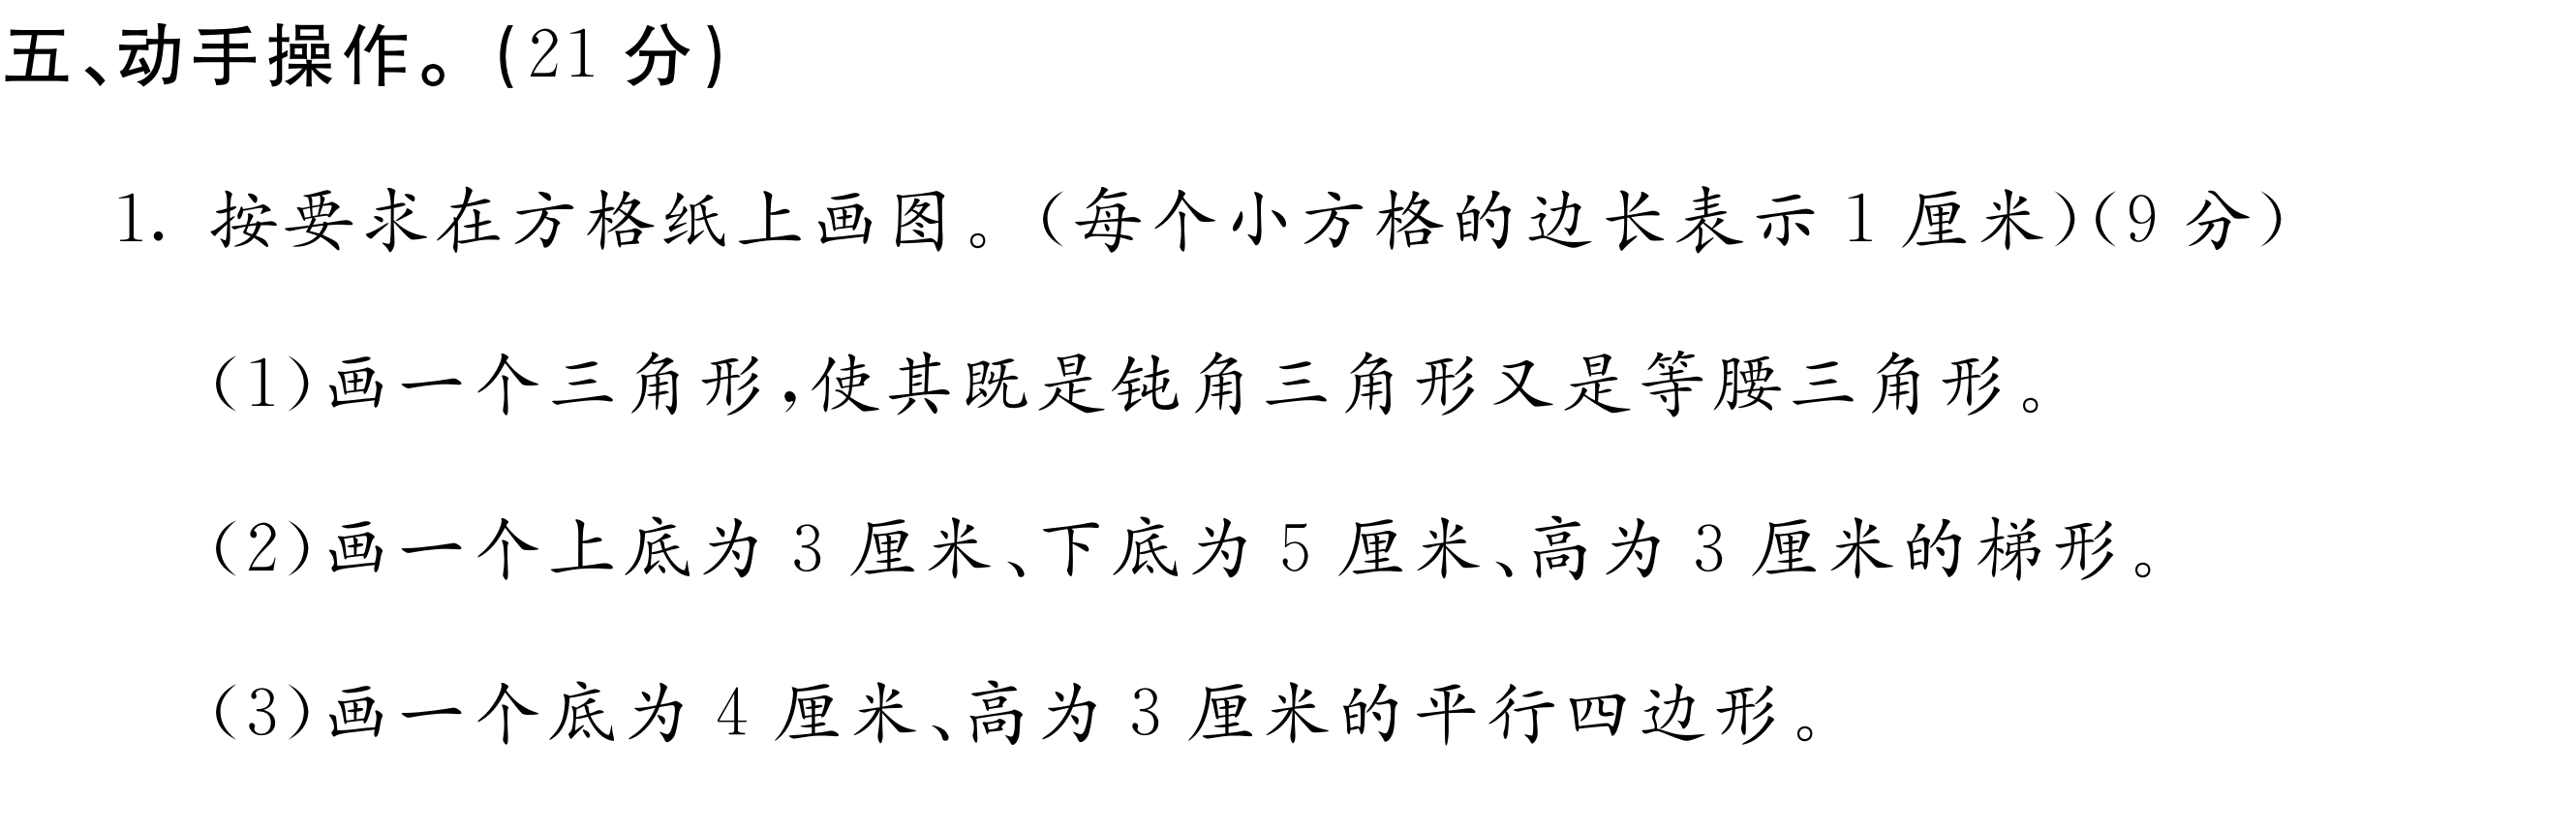 五、动手操作。(21 分)
1. 按要求在方格纸上画图。(每个小方格的边长表示 1 厘米)(9 分)
(1)画一个三角形,使其既是钝角三角形又是等腰三角形。
(2)画一个上底为 3 厘米、下底为 5 厘米、高为 3 厘米的梯形。
(3)画一个底为 4 厘米、高为 3 厘米的平行四边形。